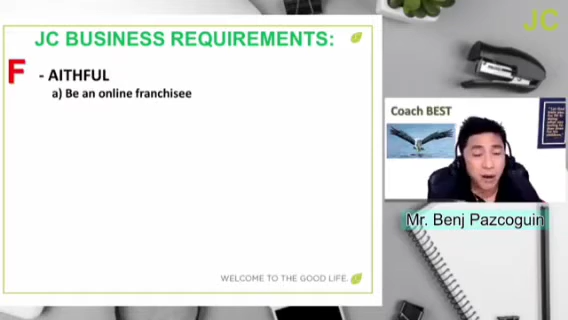 JC BUSINESS REQUIREMENTS:
F - AITHFUL
a) Be an online franchisee
WELCOME TO THE GOOD LIFE.
JC
Coach BEST
Mr. Benj Pazcoguin